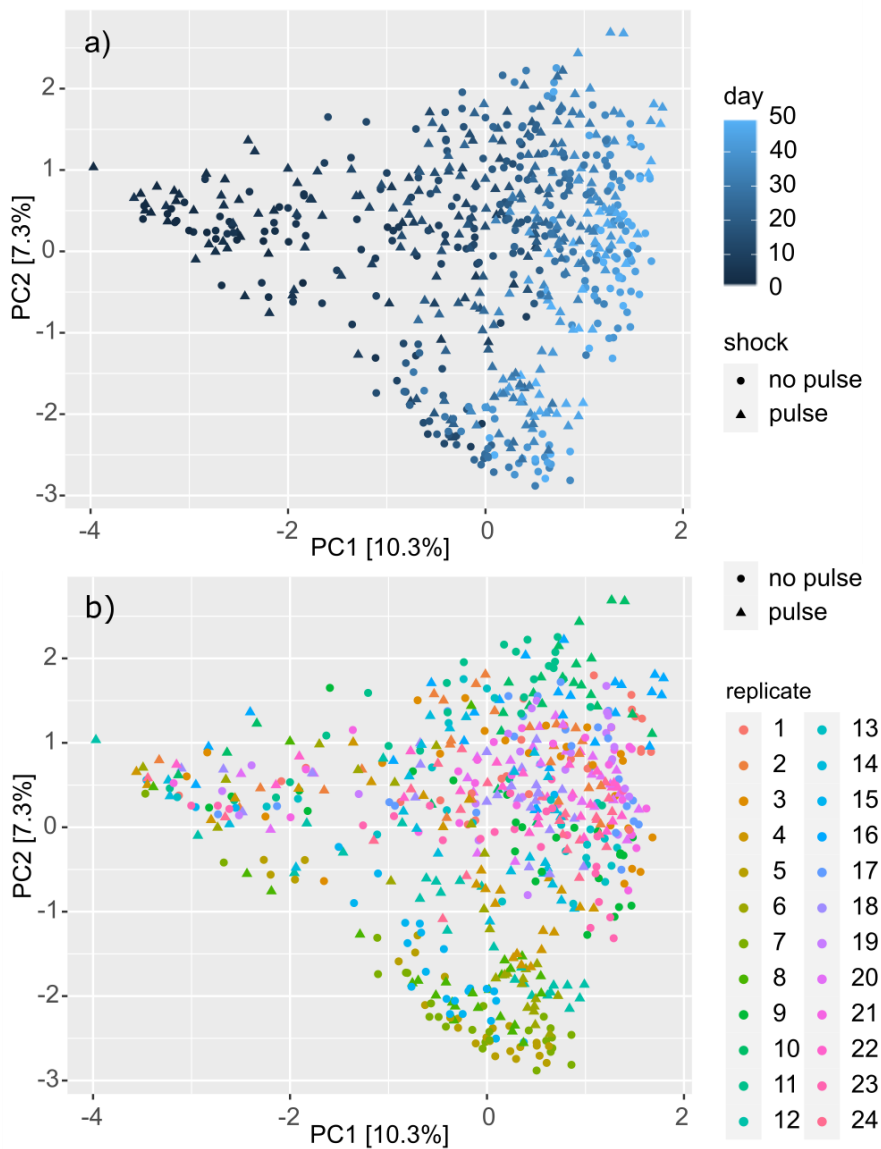 a)
2
1
0
-1
-2
-3
PC2 [7.3%]
-4
-2
0
2
PC1 [10.3%]
day
50
40
30
20
10
0
shock
no pulse
pulse
b)
2
1
0
-1
-2
-3
PC2 [7.3%]
-4
-2
0
2
PC1 [10.3%]
no pulse
pulse
replicate
1 13
2 14
3 15
4 16
5 17
6 18
7 19
8 20
9 21
10 22
11 23
12 24